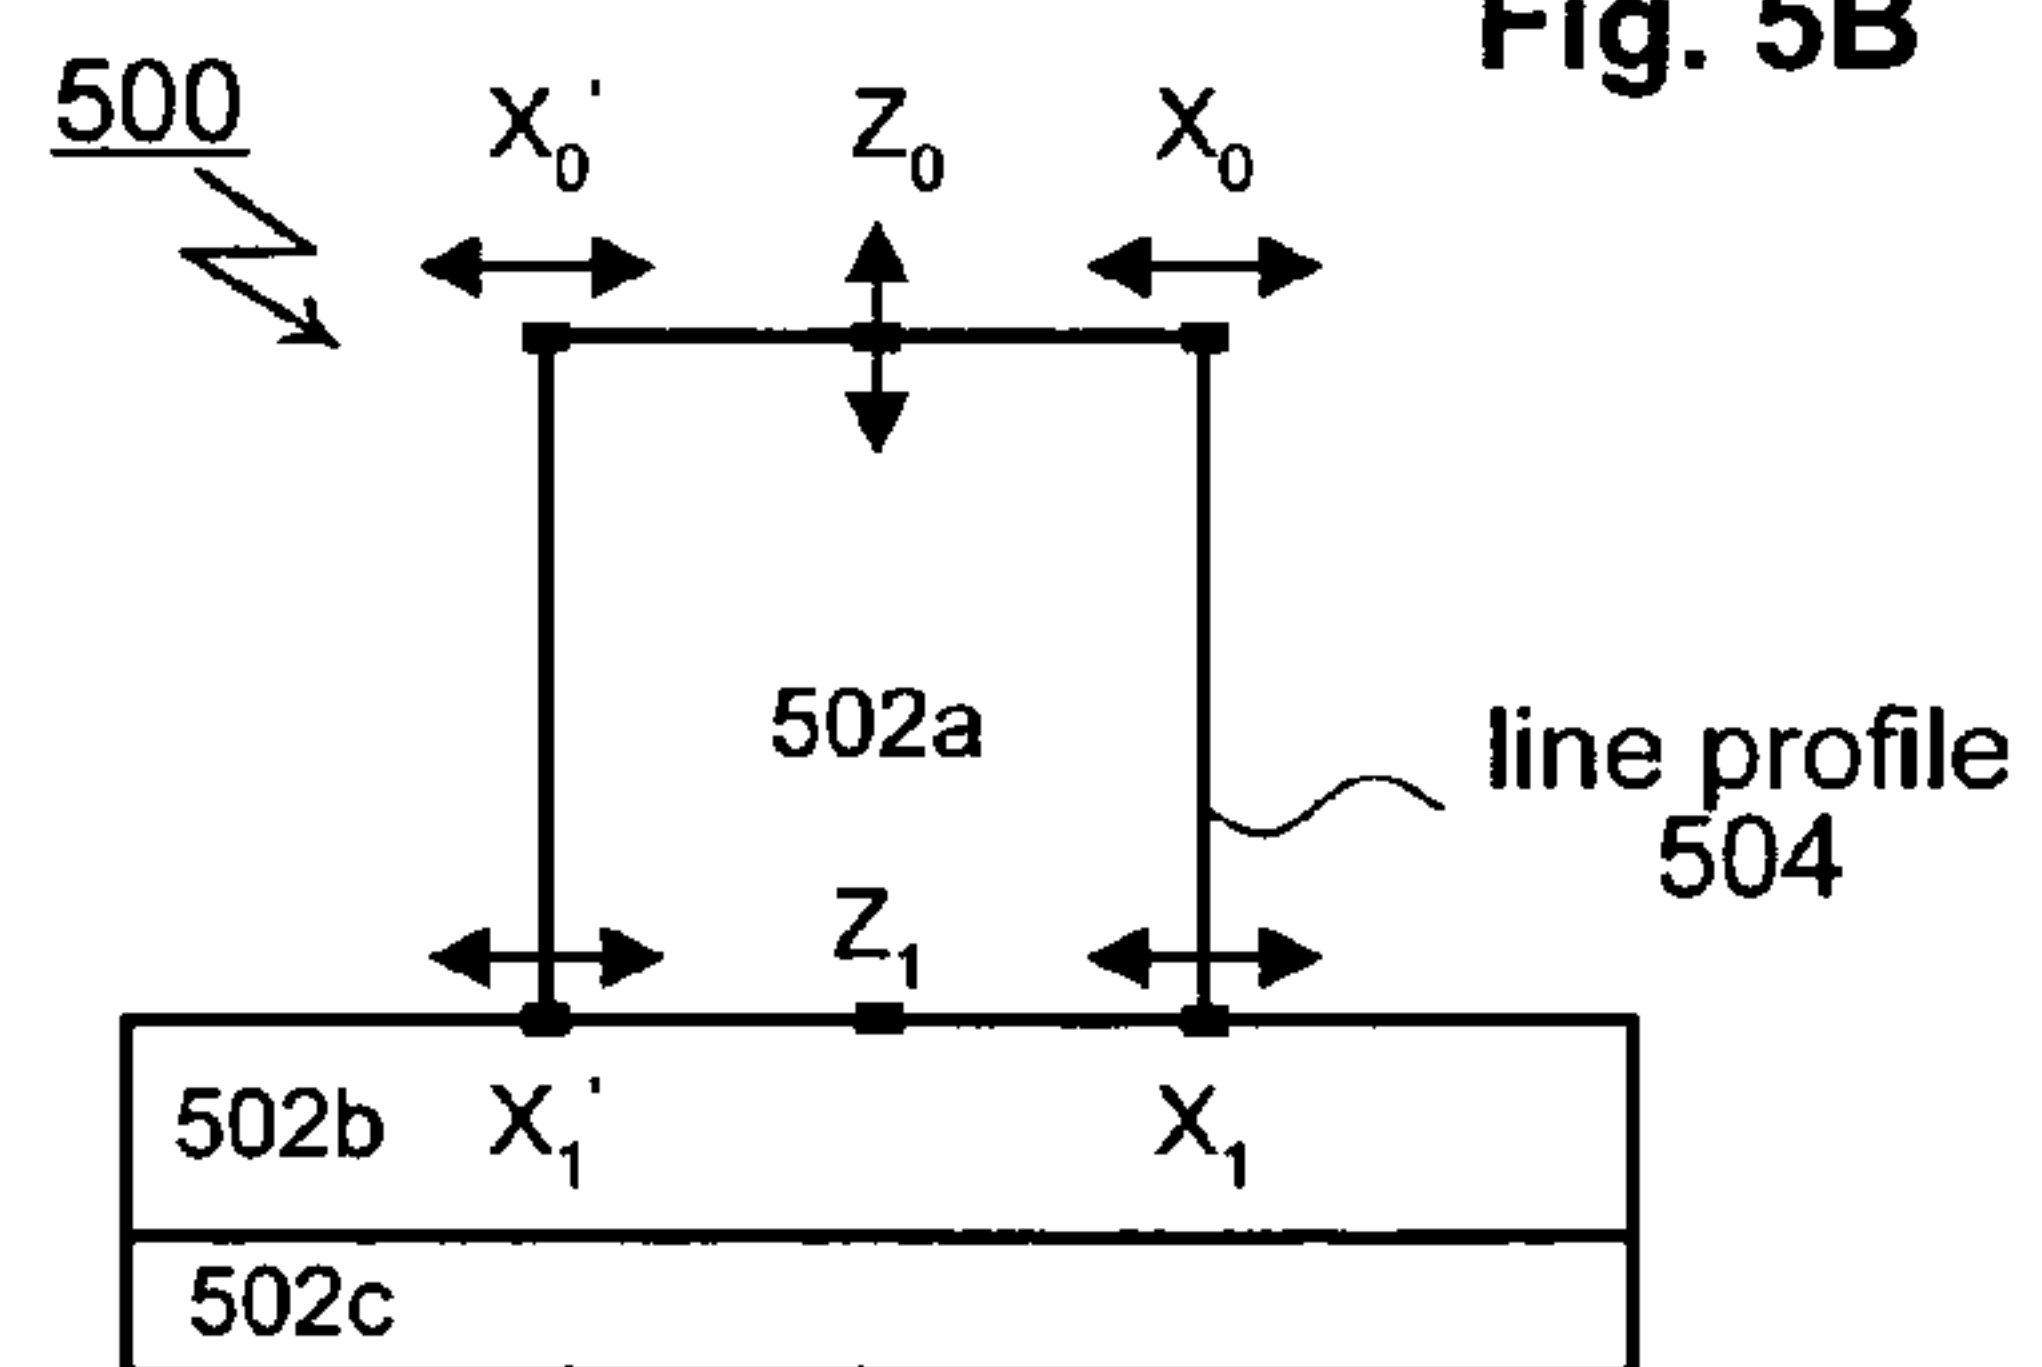 Fig. 5B
500
X₀' Z₀ X₀
502a
line profile
504
Z₁
502b X₁' X₁
502c